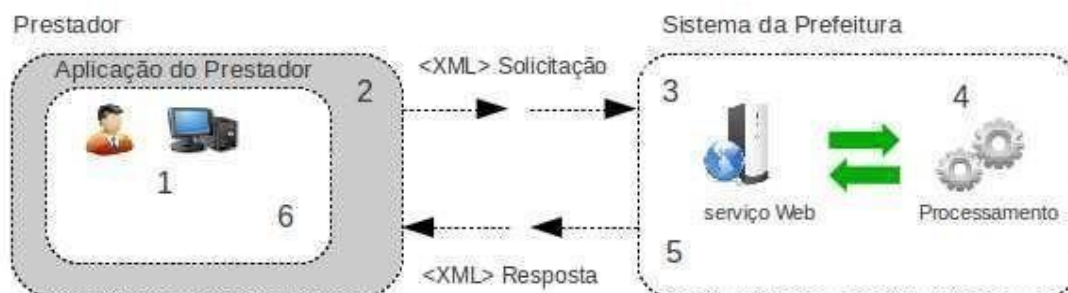 Prestador
Sistema da Prefeitura
Aplicação do Prestador
2
<XML> Solicitação
3
4
1
6
serviço Web
Processamento
5
<XML> Resposta